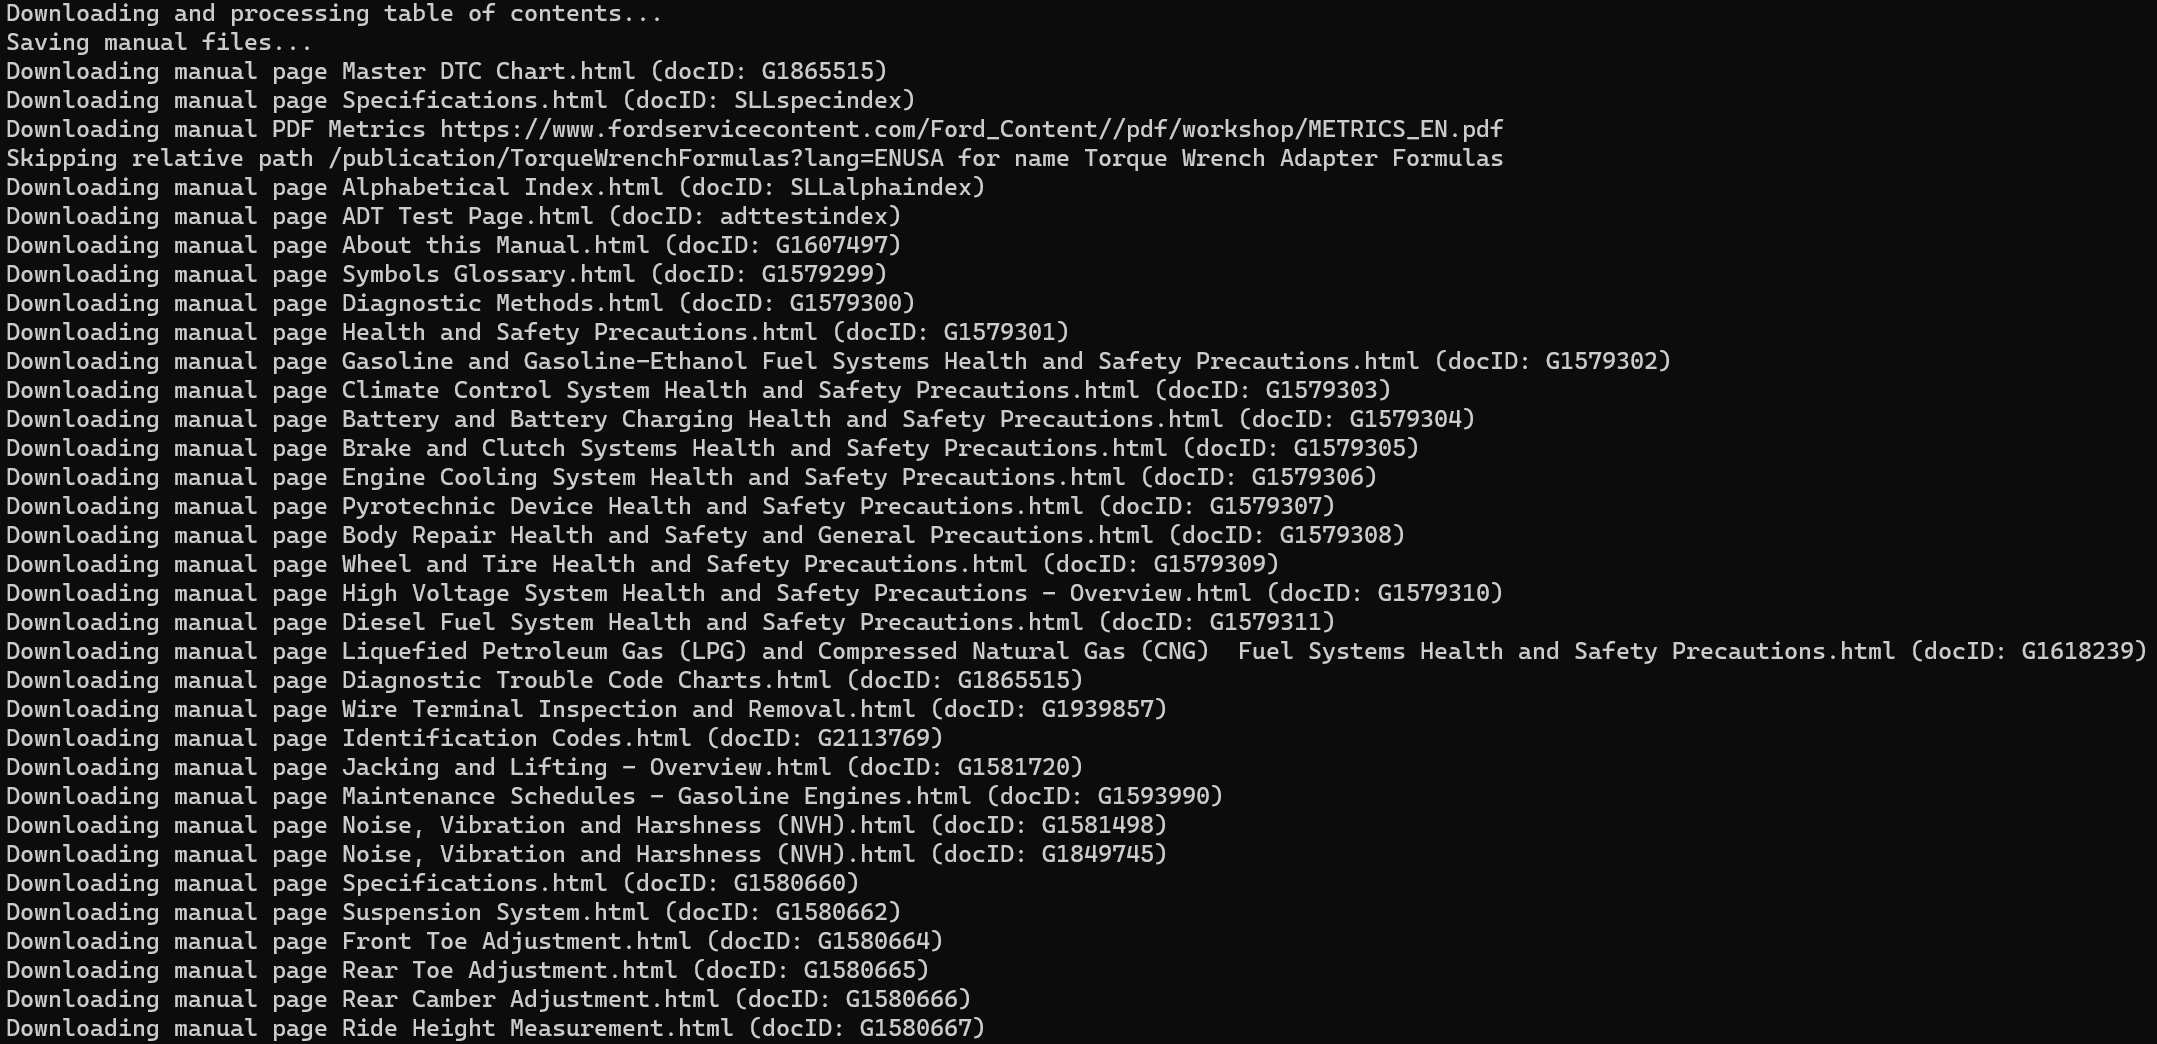 Downloading and processing table of contents...
Saving manual files...
Downloading manual page Master DTC Chart.html (docID: G1865515)
Downloading manual page Specifications.html (docID: SLLspecindex)
Downloading manual PDF Metrics https://www.fordservicecontent.com/Ford_Content//pdf/workshop/METRICS_EN.pdf
Skipping relative path /publication/TorqueWrenchFormulas?lang=ENUSA for name Torque Wrench Adapter Formulas
Downloading manual page Alphabetical Index.html (docID: SLLalphaindex)
Downloading manual page ADT Test Page.html (docID: adttestindex)
Downloading manual page About this Manual.html (docID: G1607497)
Downloading manual page Symbols Glossary.html (docID: G1579299)
Downloading manual page Diagnostic Methods.html (docID: G1579300)
Downloading manual page Health and Safety Precautions.html (docID: G1579301)
Downloading manual page Gasoline and Gasoline-Ethanol Fuel Systems Health and Safety Precautions.html (docID: G1579302)
Downloading manual page Climate Control System Health and Safety Precautions.html (docID: G1579303)
Downloading manual page Battery and Battery Charging Health and Safety Precautions.html (docID: G1579304)
Downloading manual page Brake and Clutch Systems Health and Safety Precautions.html (docID: G1579305)
Downloading manual page Engine Cooling System Health and Safety Precautions.html (docID: G1579306)
Downloading manual page Pyrotechnic Device Health and Safety Precautions.html (docID: G1579307)
Downloading manual page Body Repair Health and Safety and General Precautions.html (docID: G1579308)
Downloading manual page Wheel and Tire Health and Safety Precautions.html (docID: G1579309)
Downloading manual page High Voltage System Health and Safety Precautions - Overview.html (docID: G1579310)
Downloading manual page Diesel Fuel System Health and Safety Precautions.html (docID: G1579311)
Downloading manual page Liquefied Petroleum Gas (LPG) and Compressed Natural Gas (CNG)  Fuel Systems Health and Safety Precautions.html (docID: G1618239)
Downloading manual page Diagnostic Trouble Code Charts.html (docID: G1865515)
Downloading manual page Wire Terminal Inspection and Removal.html (docID: G1939857)
Downloading manual page Identification Codes.html (docID: G2113769)
Downloading manual page Jacking and Lifting - Overview.html (docID: G1581720)
Downloading manual page Maintenance Schedules - Gasoline Engines.html (docID: G1593990)
Downloading manual page Noise, Vibration and Harshness (NVH).html (docID: G1581498)
Downloading manual page Noise, Vibration and Harshness (NVH).html (docID: G1849745)
Downloading manual page Specifications.html (docID: G1580660)
Downloading manual page Suspension System.html (docID: G1580662)
Downloading manual page Front Toe Adjustment.html (docID: G1580664)
Downloading manual page Rear Toe Adjustment.html (docID: G1580665)
Downloading manual page Rear Camber Adjustment.html (docID: G1580666)
Downloading manual page Ride Height Measurement.html (docID: G1580667)